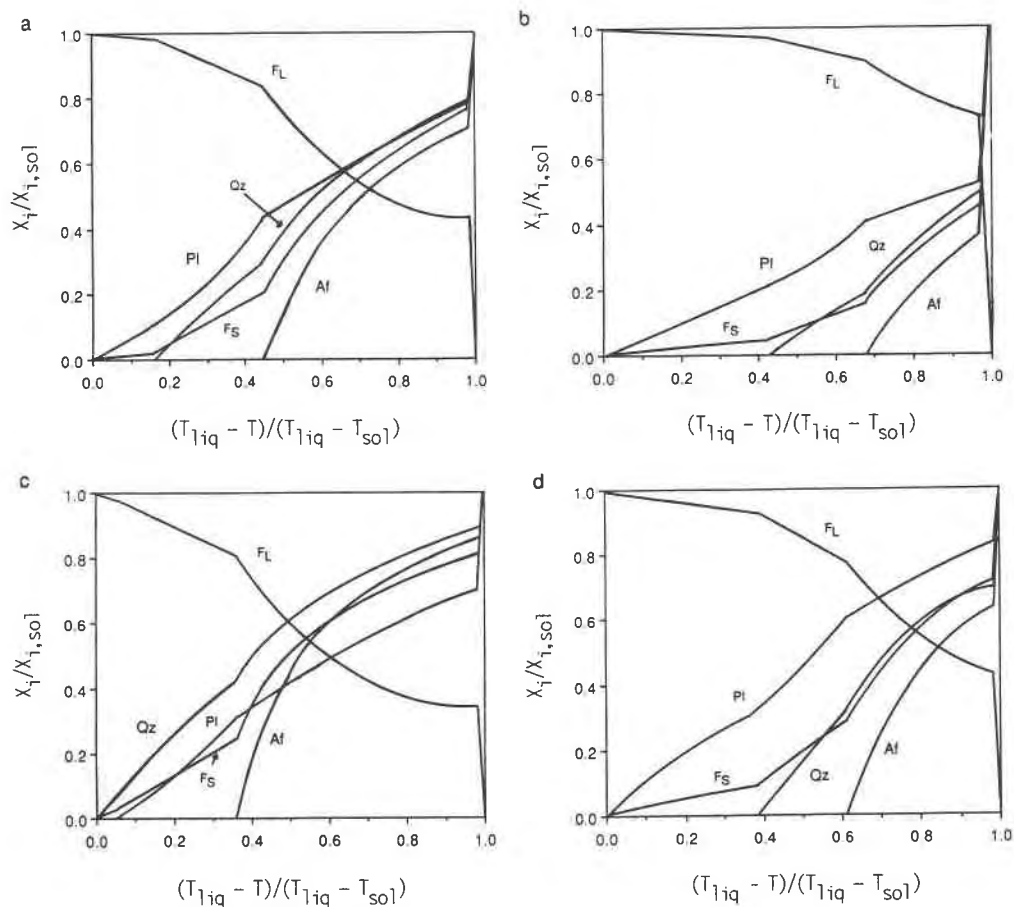 a
1.0
0.8
0.6
0.4
0.2
0.0
X_i/X_i,sol
F_L
Qz
Pl
F_S
Af
0.0 0.2 0.4 0.6 0.8 1.0
(T_liq - T)/(T_liq - T_sol)
b
1.0
0.8
0.6
0.4
0.2
0.0
X_i/X_i,sol
F_L
Qz
Pl
F_S
Af
0.0 0.2 0.4 0.6 0.8 1.0
(T_liq - T)/(T_liq - T_sol)
c
1.0
0.8
0.6
0.4
0.2
0.0
X_i/X_i,sol
F_L
Qz
Pl
F_S
Af
0.0 0.2 0.4 0.6 0.8 1.0
(T_liq - T)/(T_liq - T_sol)
d
1.0
0.8
0.6
0.4
0.2
0.0
X_i/X_i,sol
F_L
Pl
F_S
Qz
Af
0.0 0.2 0.4 0.6 0.8 1.0
(T_liq - T)/(T_liq - T_sol)